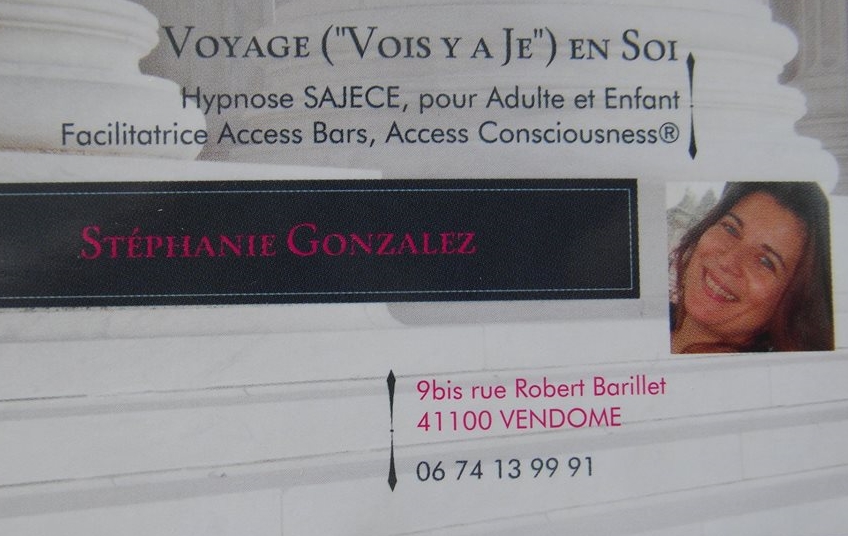 Voyage ("Vois y a Je") en Soi
Hypnose SAJECE, pour Adulte et Enfant
Facilitatrice Access Bars, Access Consciousness®
Stéphanie Gonzalez
9bis rue Robert Barillet
41100 VENDOME
06 74 13 99 91